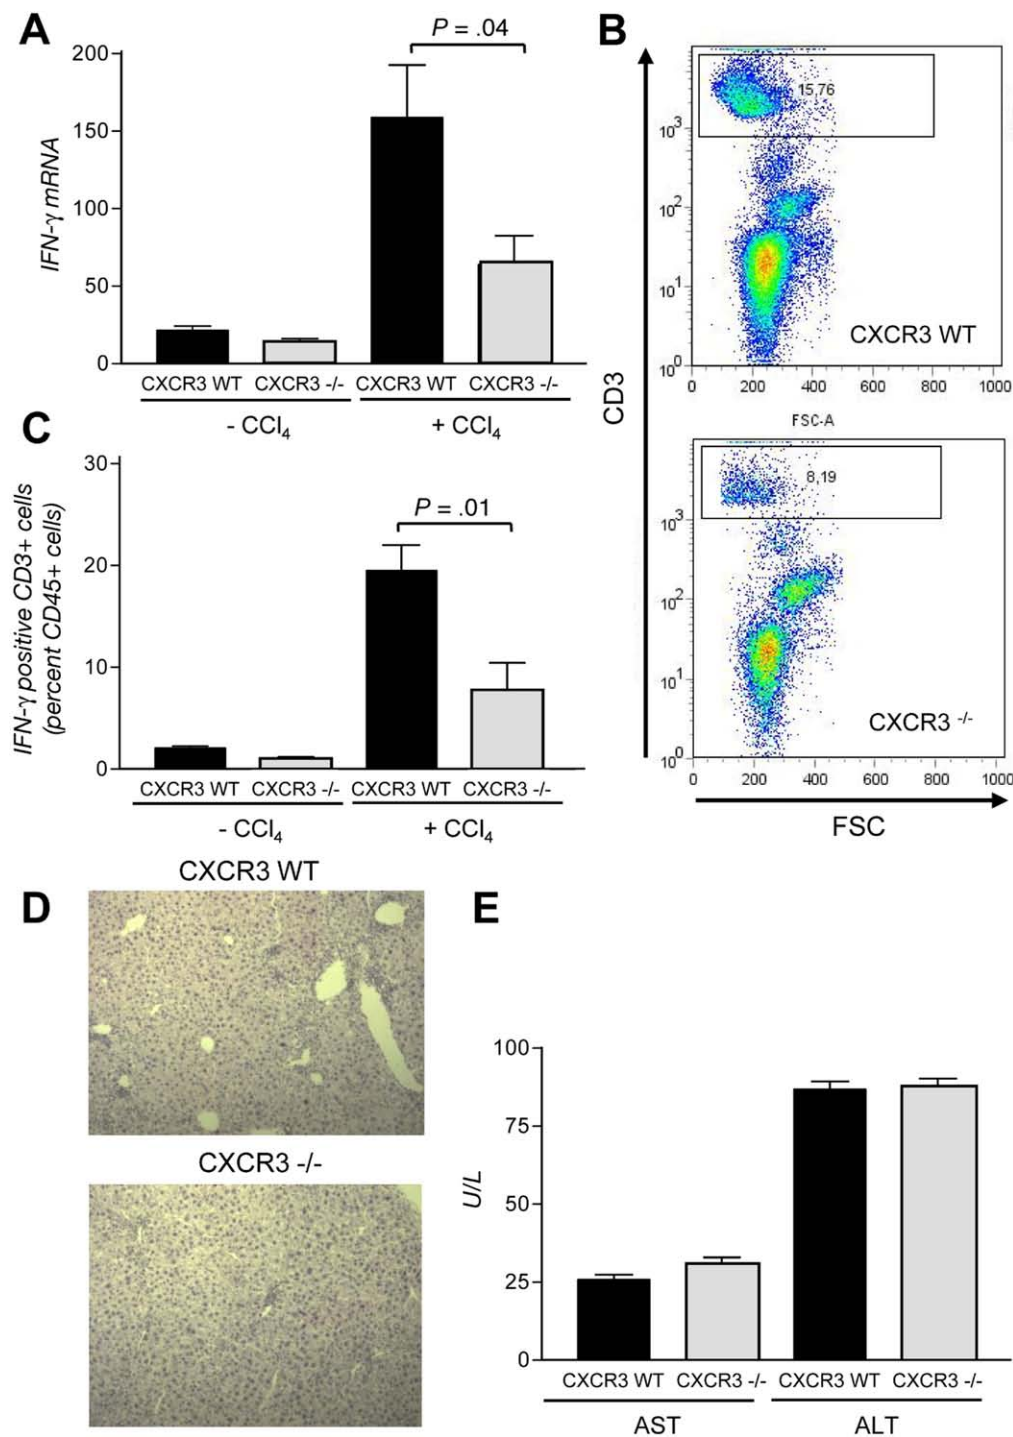 A
P = .04
IFN-γ mRNA
200
150
100
50
0
CXCR3 WT CXCR3 -/- CXCR3 WT CXCR3 -/-
- CCl₄ + CCl₄
B
CD3
15,76
10³
10²
10¹
10⁰
CXCR3 WT
0 200 400 600 800 1000
FSC-A
8,19
10³
10²
10¹
10⁰
CXCR3 -/-
0 200 400 600 800 1000
FSC
C
IFN-γ positive CD3+ cells
(percent CD45+ cells)
30
20
10
0
P = .01
CXCR3 WT CXCR3 -/- CXCR3 WT CXCR3 -/-
- CCl₄ + CCl₄
D
CXCR3 WT
CXCR3 -/-
E
U/L
100
75
50
25
0
CXCR3 WT CXCR3 -/- CXCR3 WT CXCR3 -/-
AST ALT